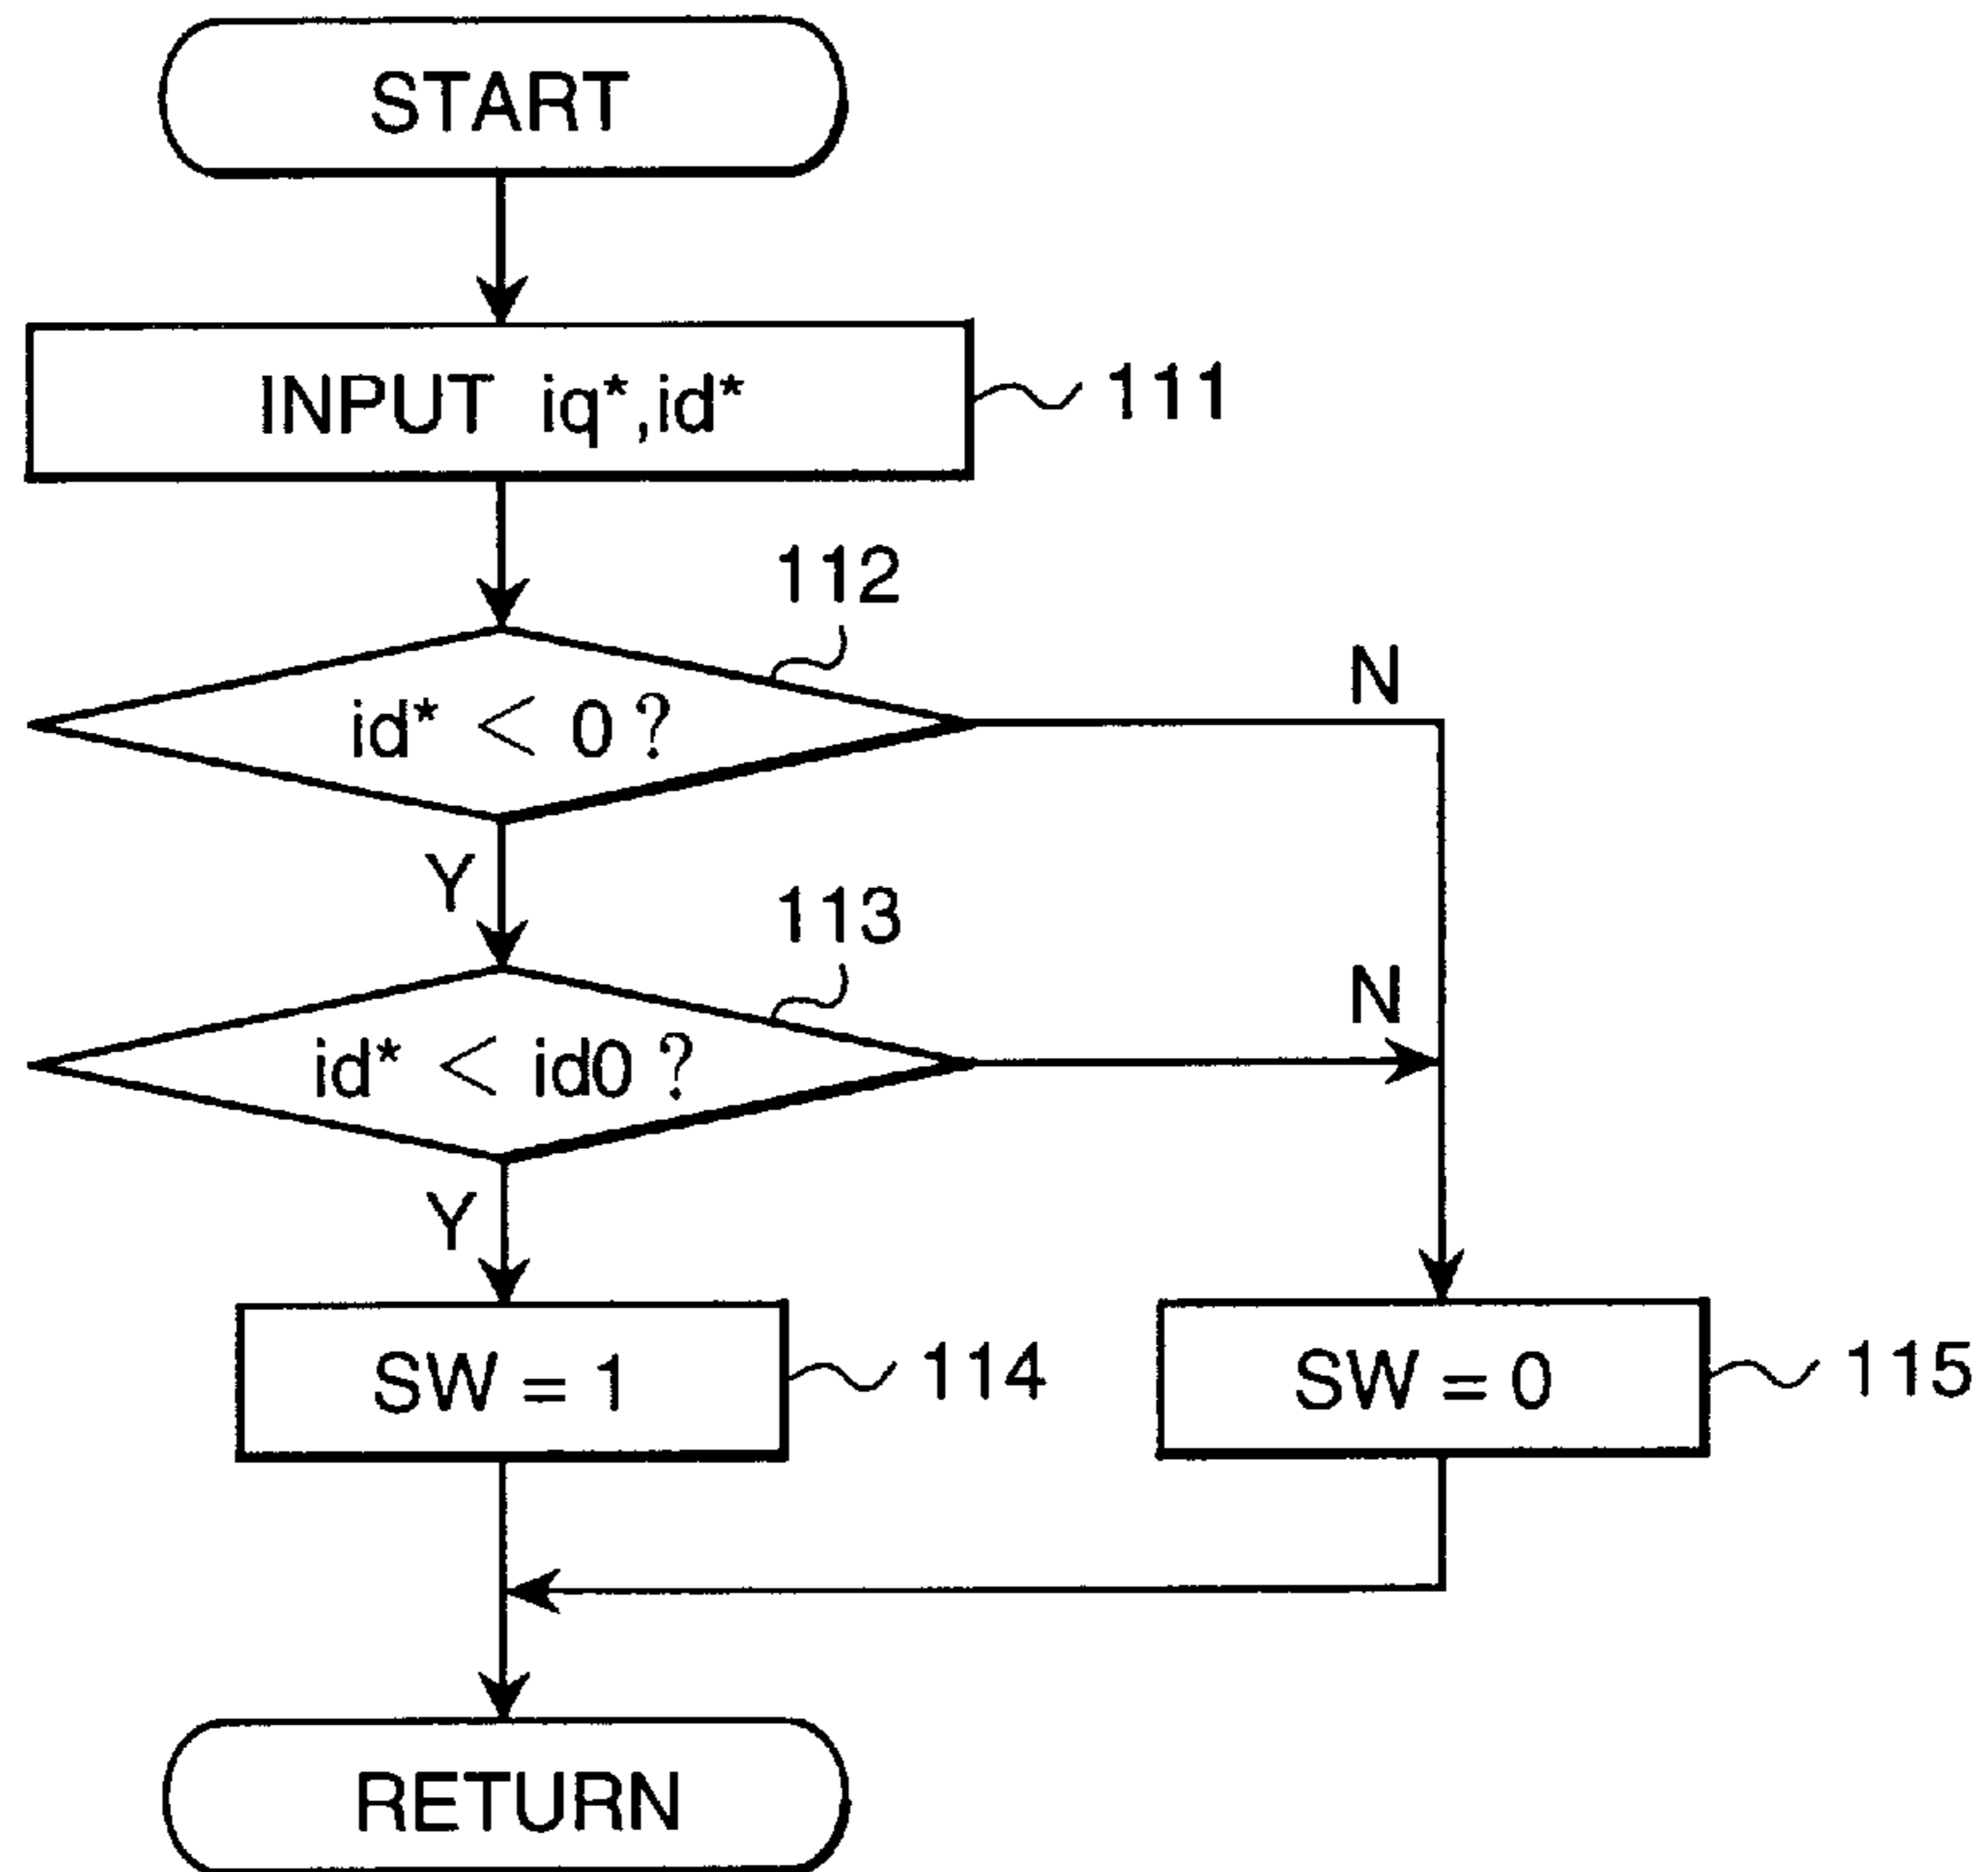 START
INPUT iq*,id*
111
112
id* < 0 ?
N
Y
113
id* < id0 ?
N
Y
SW = 1
114
SW = 0
115
RETURN